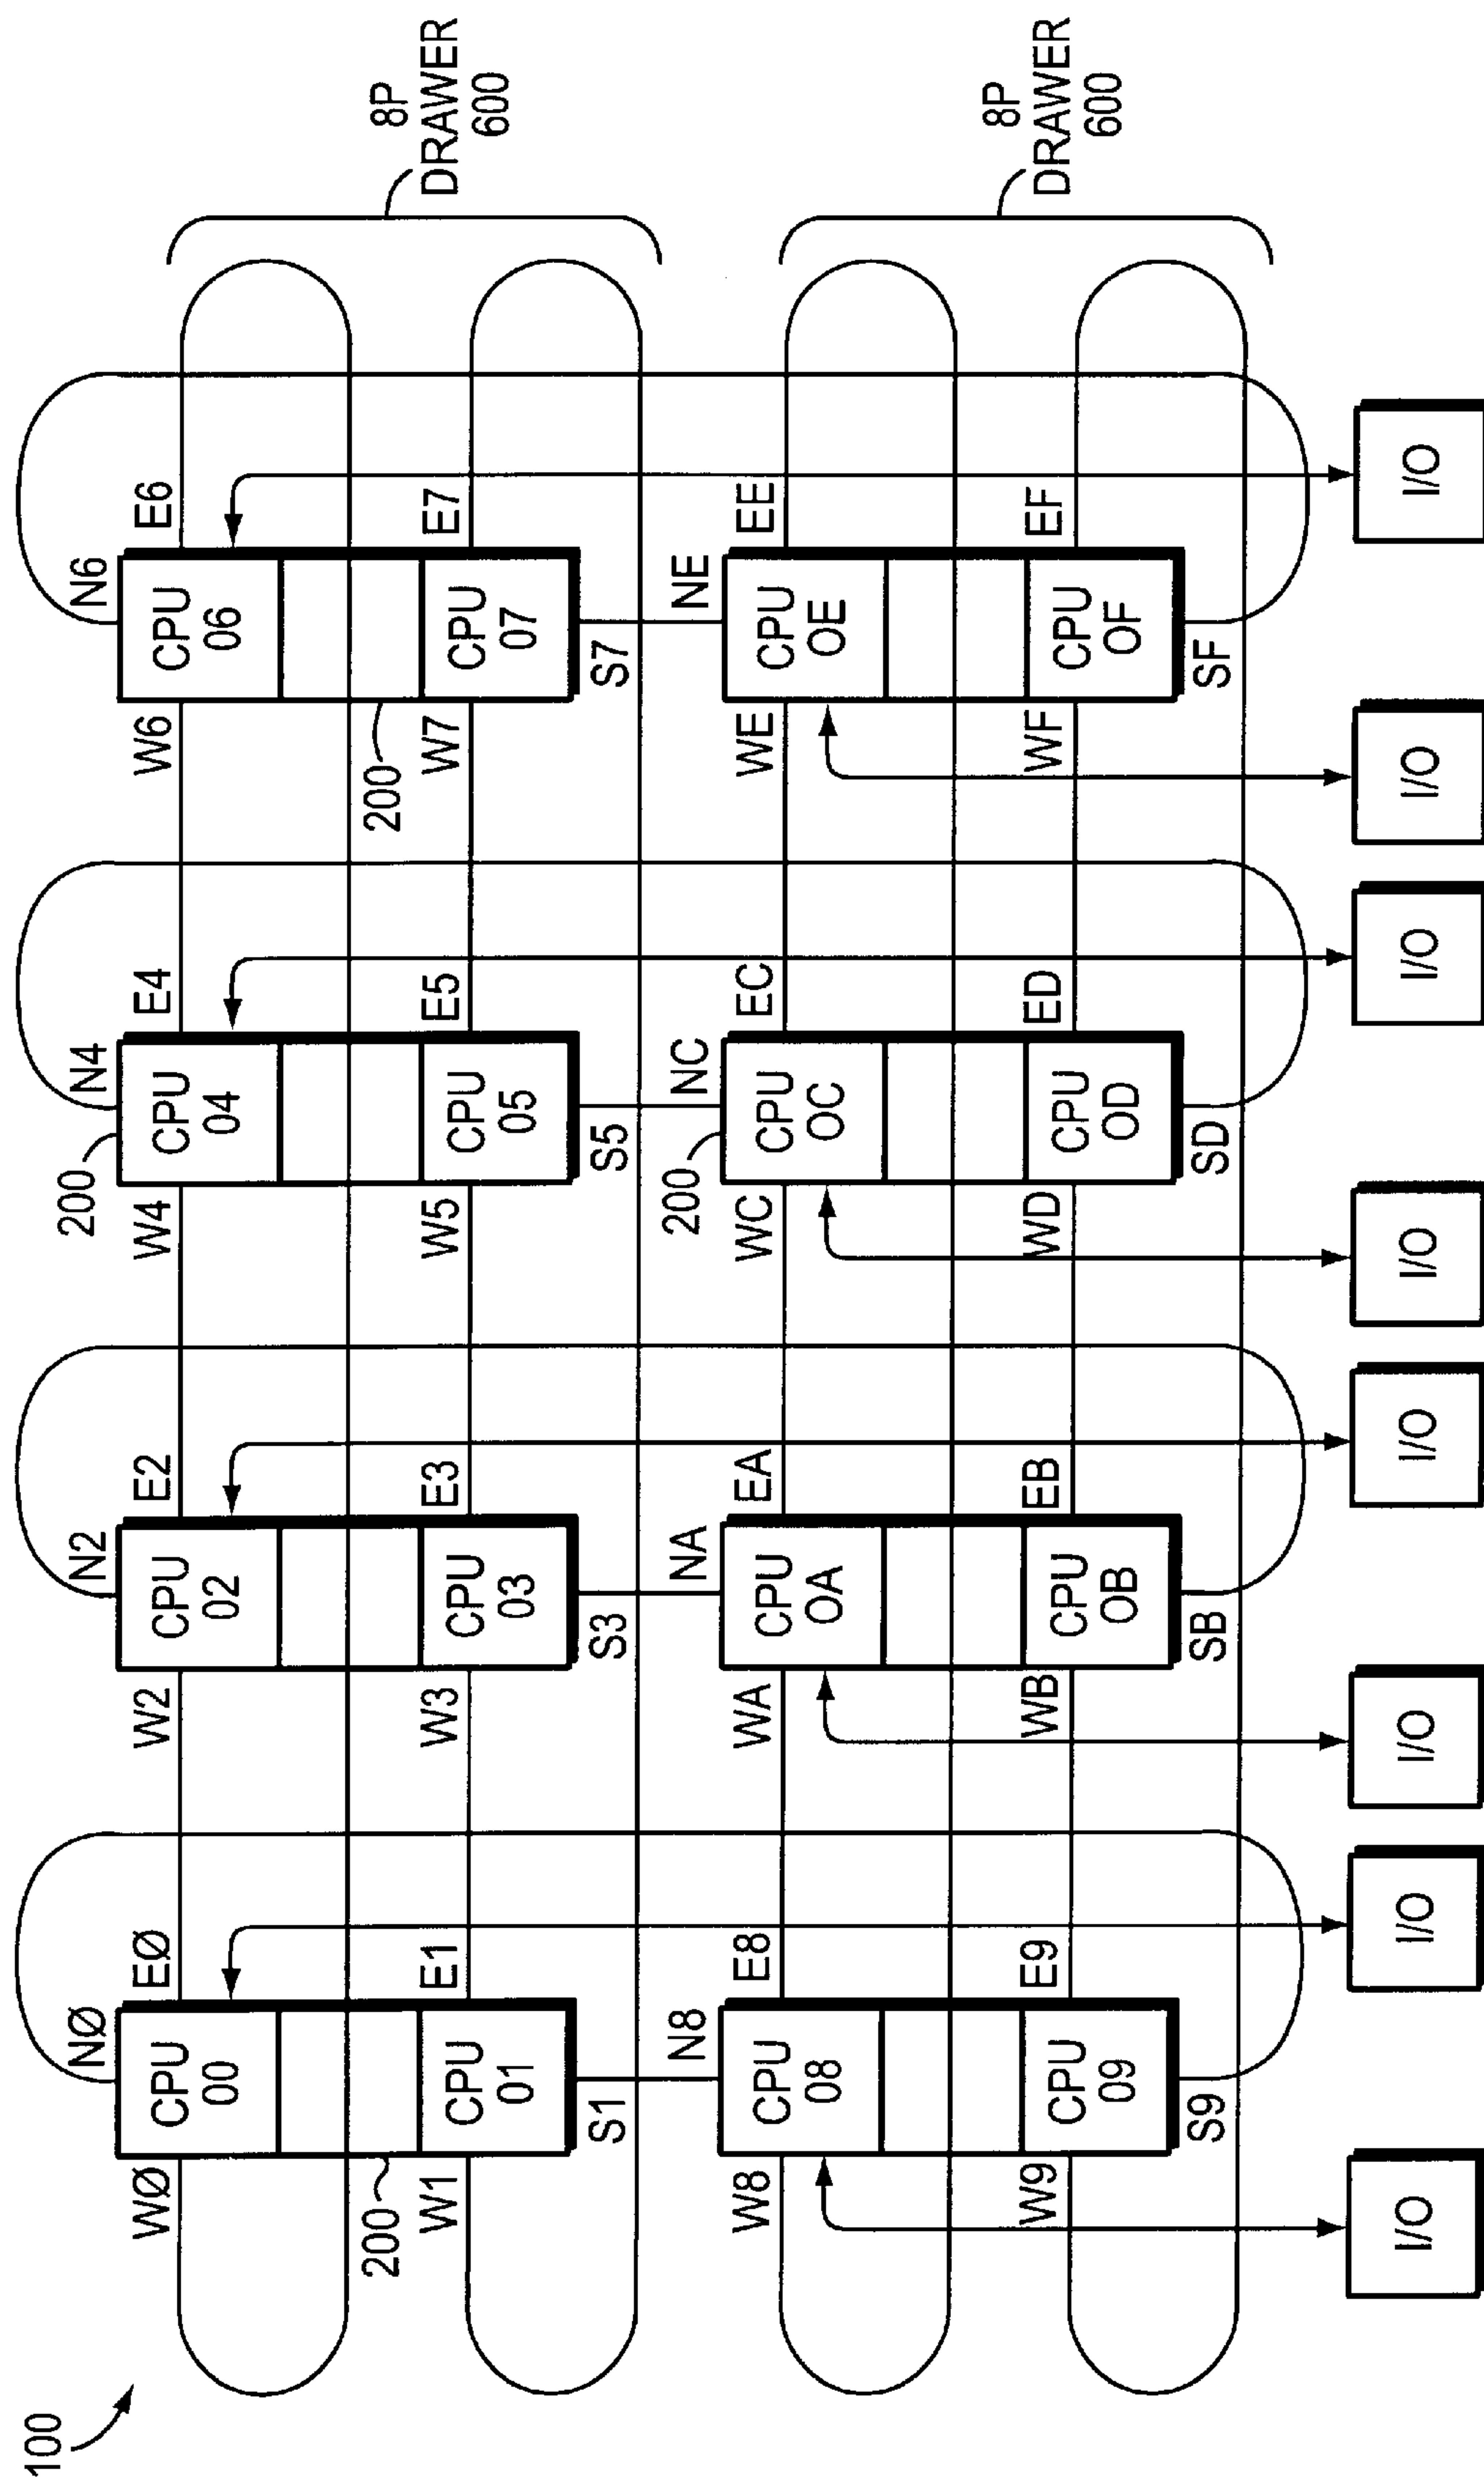 100
NØ
N2
N4
N6
200
200
WØ
EØ
W2
E2
W4
E4
W6
E6
CPU
00
CPU
02
CPU
04
CPU
06
8P
DRAWER
600
200
200
W1
E1
W3
E3
W5
E5
W7
E7
CPU
01
CPU
03
CPU
05
CPU
07
S1
S3
S5
S7
N8
NA
NC
NE
200
W8
E8
WA
EA
WC
EC
WE
EE
CPU
08
CPU
OA
CPU
OC
CPU
OE
8P
DRAWER
600
W9
E9
WB
EB
WD
ED
WF
EF
CPU
09
CPU
OB
CPU
OD
CPU
OF
S9
SB
SD
SF
I/O
I/O
I/O
I/O
I/O
I/O
I/O
I/O